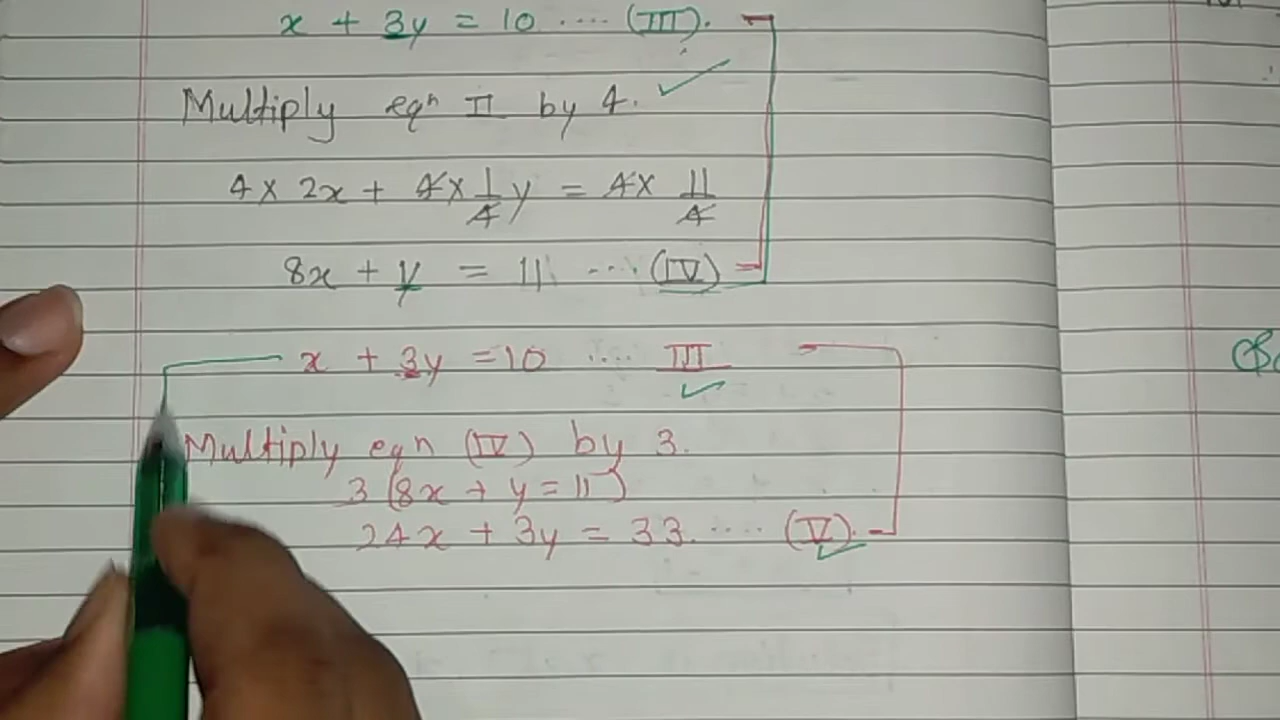 x + 3y = 10 .... (III).
Multiply eqn II by 4.
4 × 2x + 4 × 1/4 y = 4 × 11/4
8x + y = 11 .... (IV)
x + 3y = 10 .... III
Multiply eqn (IV) by 3.
3 (8x + y = 11)
24x + 3y = 33. .... (V).